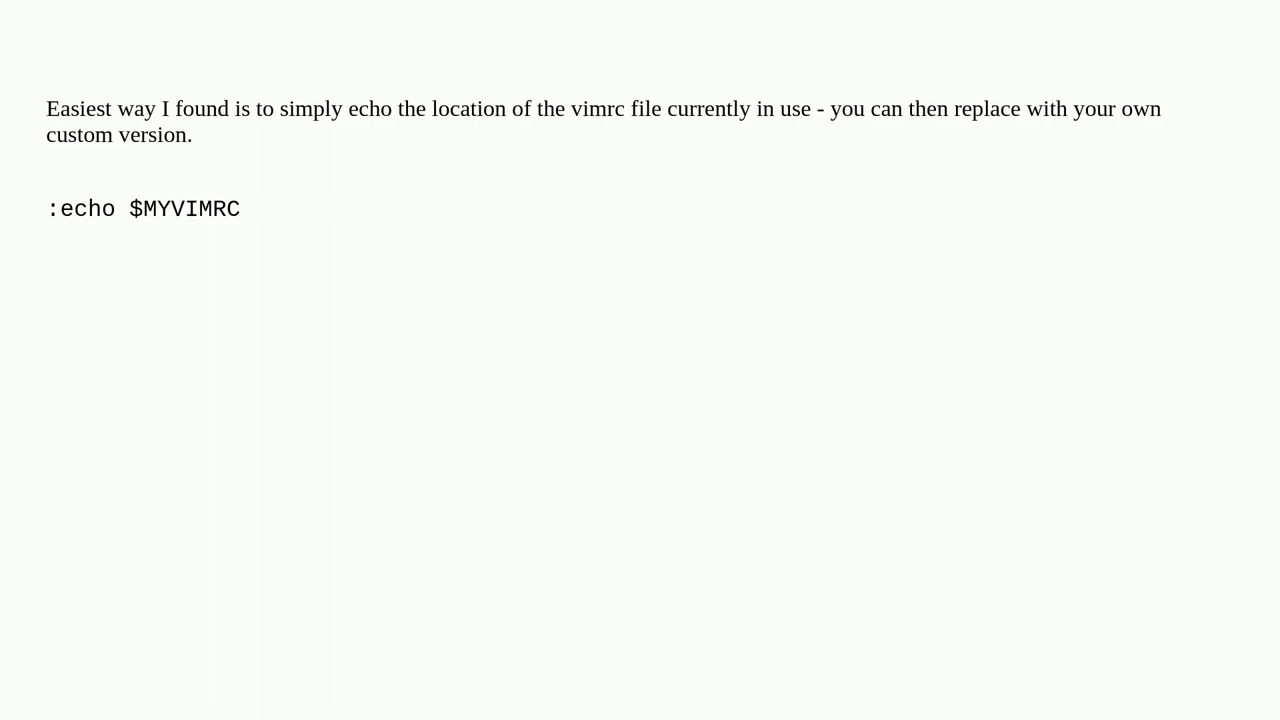 Easiest way I found is to simply echo the location of the vimrc file currently in use - you can then replace with your own
custom version.
:echo $MYVIMRC